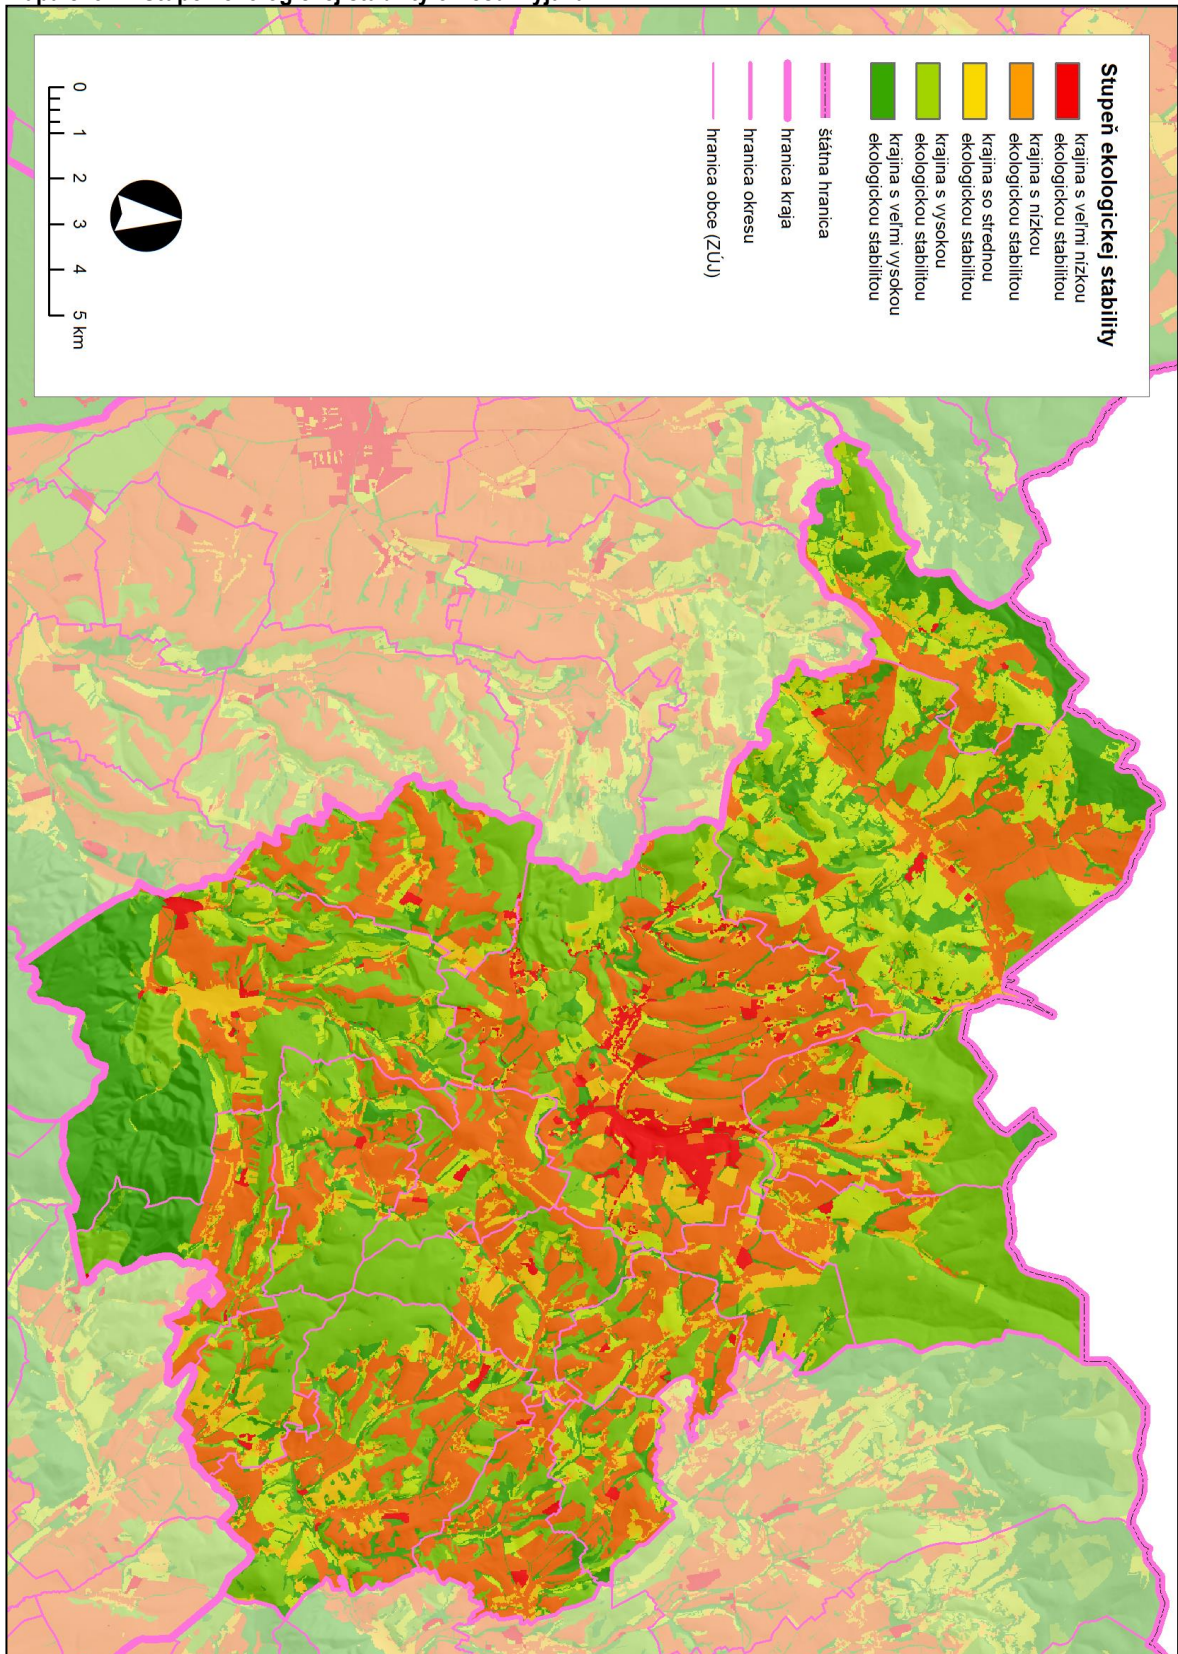 Stupeň ekologickej stability
krajina s veľmi nízkou
ekologickou stabilitou
krajina s nízkou
ekologickou stabilitou
krajina so strednou
ekologickou stabilitou
krajina s vysokou
ekologickou stabilitou
krajina s veľmi vysokou
ekologickou stabilitou
štátna hranica
hranica kraja
hranica okresu
hranica obce (ZÚJ)
0 1 2 3 4 5 km